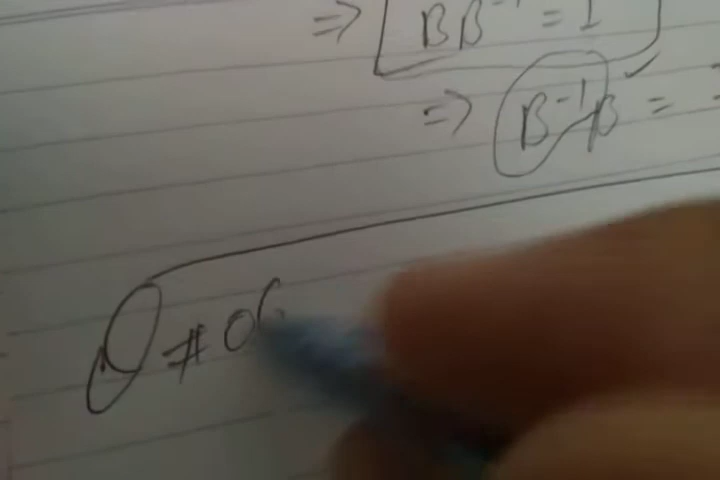 ⇒ BB⁻¹ = I
⇒ B⁻¹B =
Q # 06